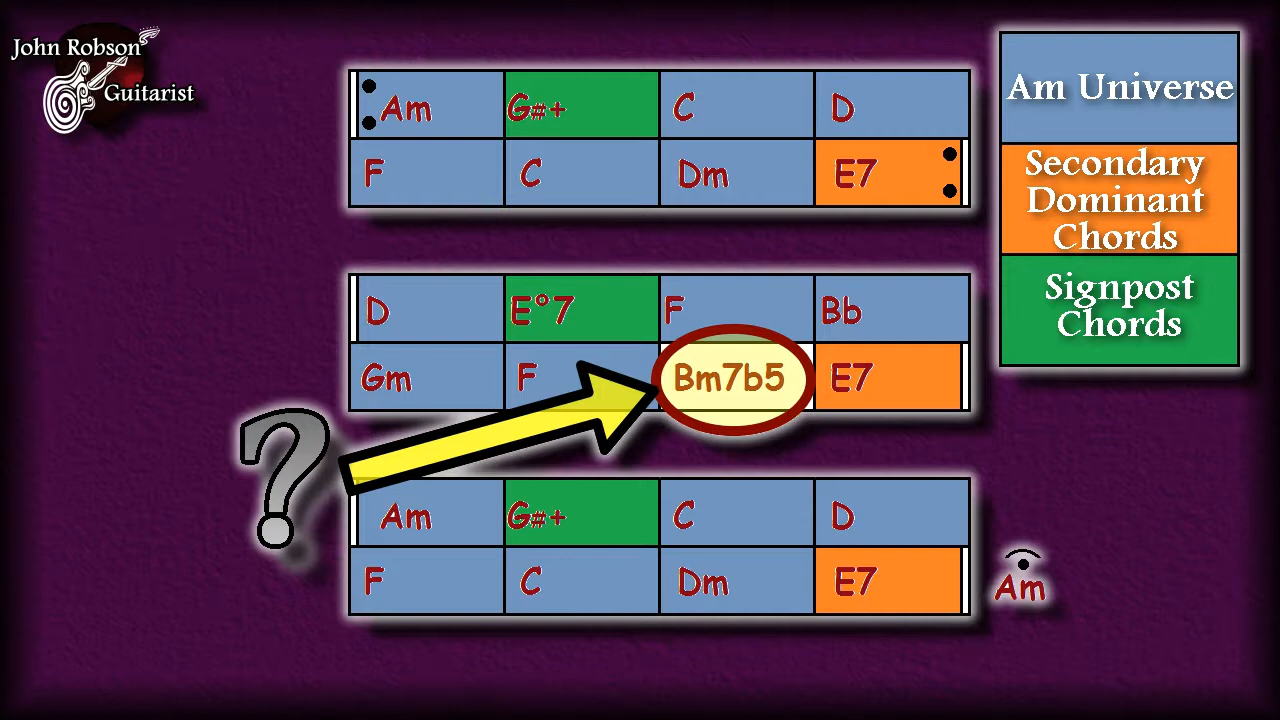 John Robson
Guitarist
Am G#+ C D
F C Dm E7
D E°7 F Bb
Gm F Bm7b5 E7
?
Am G#+ C D
F C Dm E7
Am
Am Universe
Secondary
Dominant
Chords
Signpost
Chords